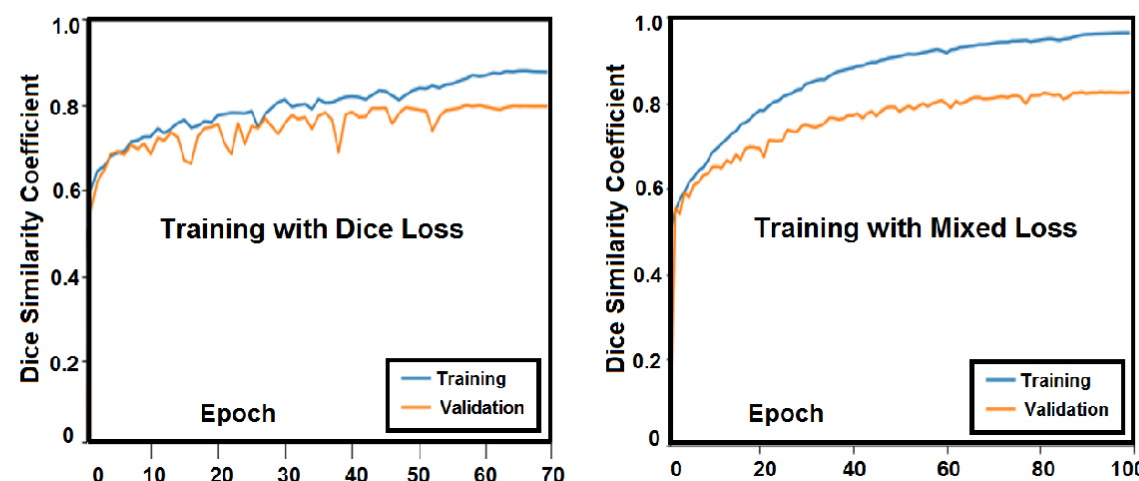 Dice Similarity Coefficient
1.0
0.8
0.6
0.4
0.2
0
Training with Dice Loss
Training
Validation
Epoch
0 10 20 30 40 50 60 70
Dice Similarity Coefficient
1.0
0.8
0.6
0.4
0.2
0
Training with Mixed Loss
Training
Validation
Epoch
0 20 40 60 80 100